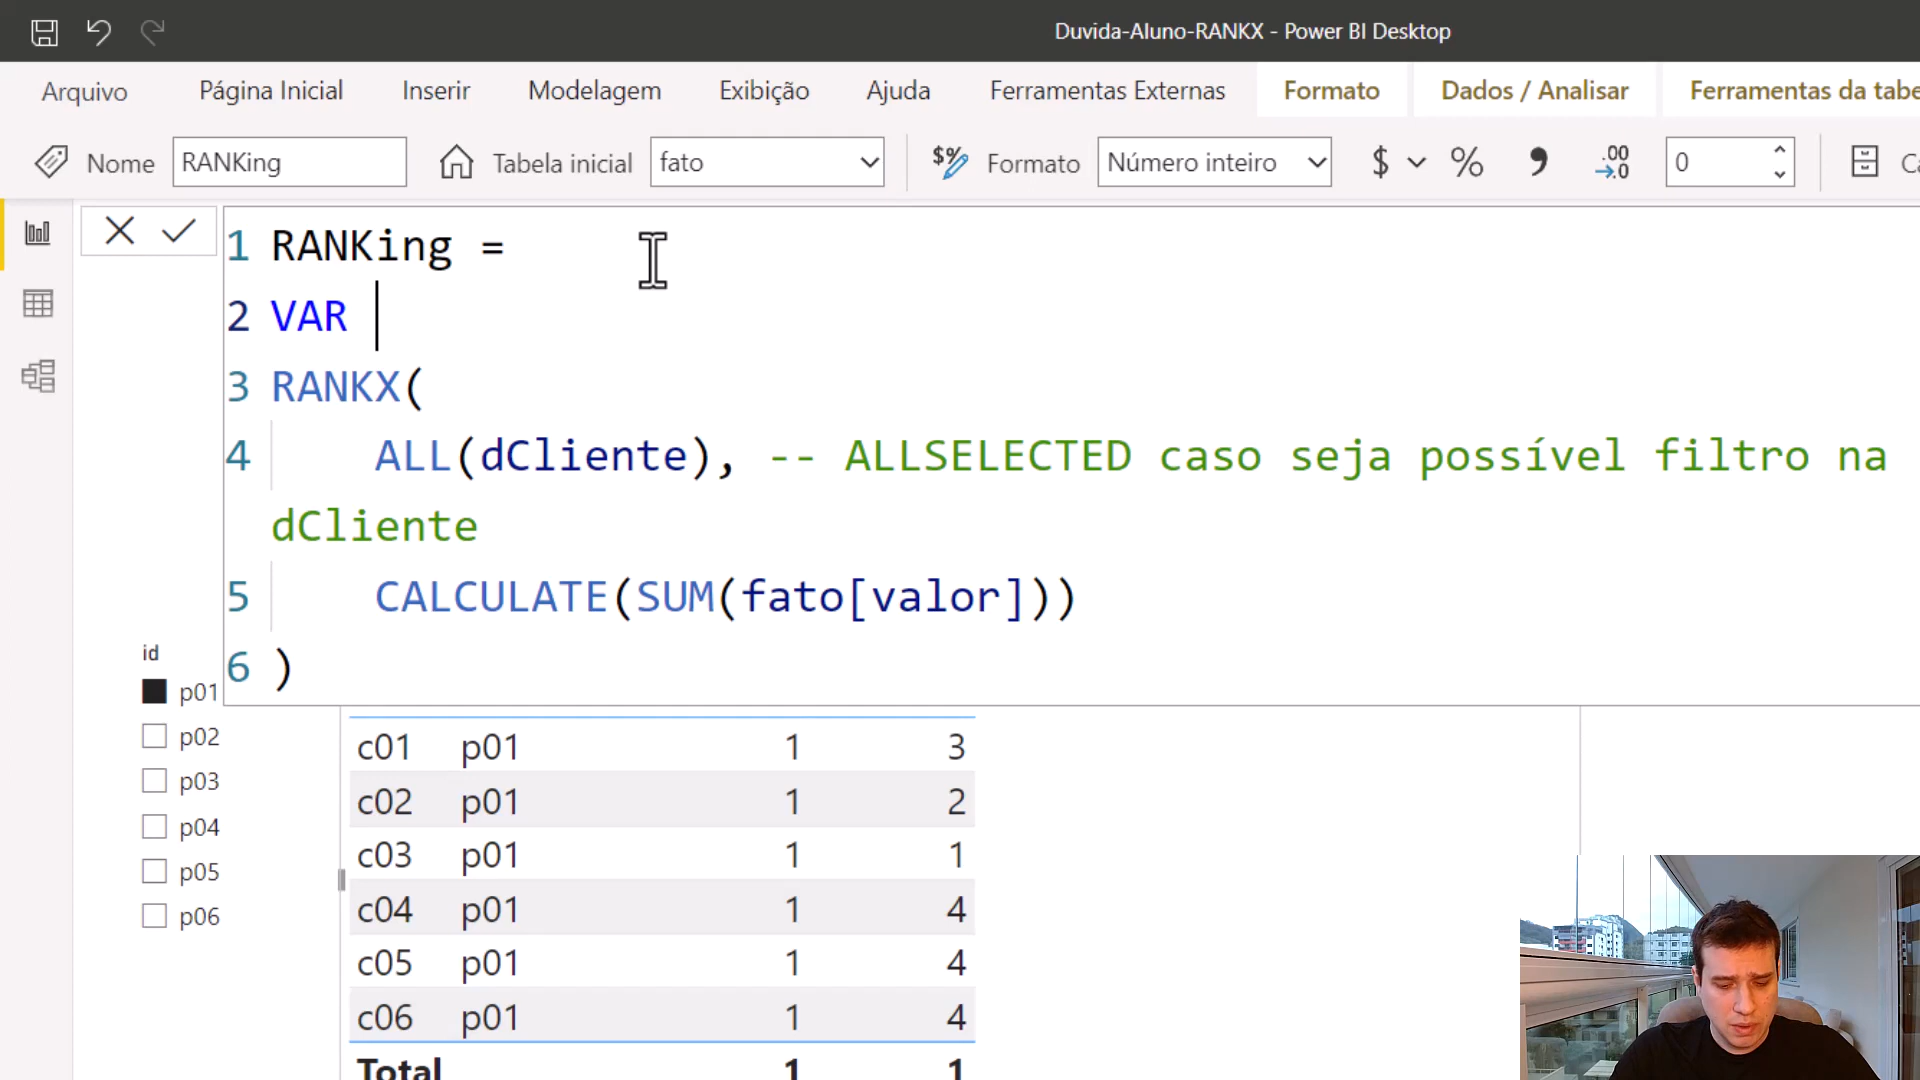 Duvida-Aluno-RANKX - Power BI Desktop
Arquivo Página Inicial Inserir Modelagem Exibição Ajuda Ferramentas Externas Formato Dados / Analisar Ferramentas da tabe
Nome RANKing Tabela inicial fato $% Formato Número inteiro $ % 9 .00 →.0 0 Ca
1 RANKing =
2 VAR
3 RANKX(
4 ALL(dCliente), -- ALLSELECTED caso seja possível filtro na
dCliente
5 CALCULATE(SUM(fato[valor]))
6 )
id
p01
p02
p03
p04
p05
p06
c01 p01 1 3
c02 p01 1 2
c03 p01 1 1
c04 p01 1 4
c05 p01 1 4
c06 p01 1 4
Total 1 1